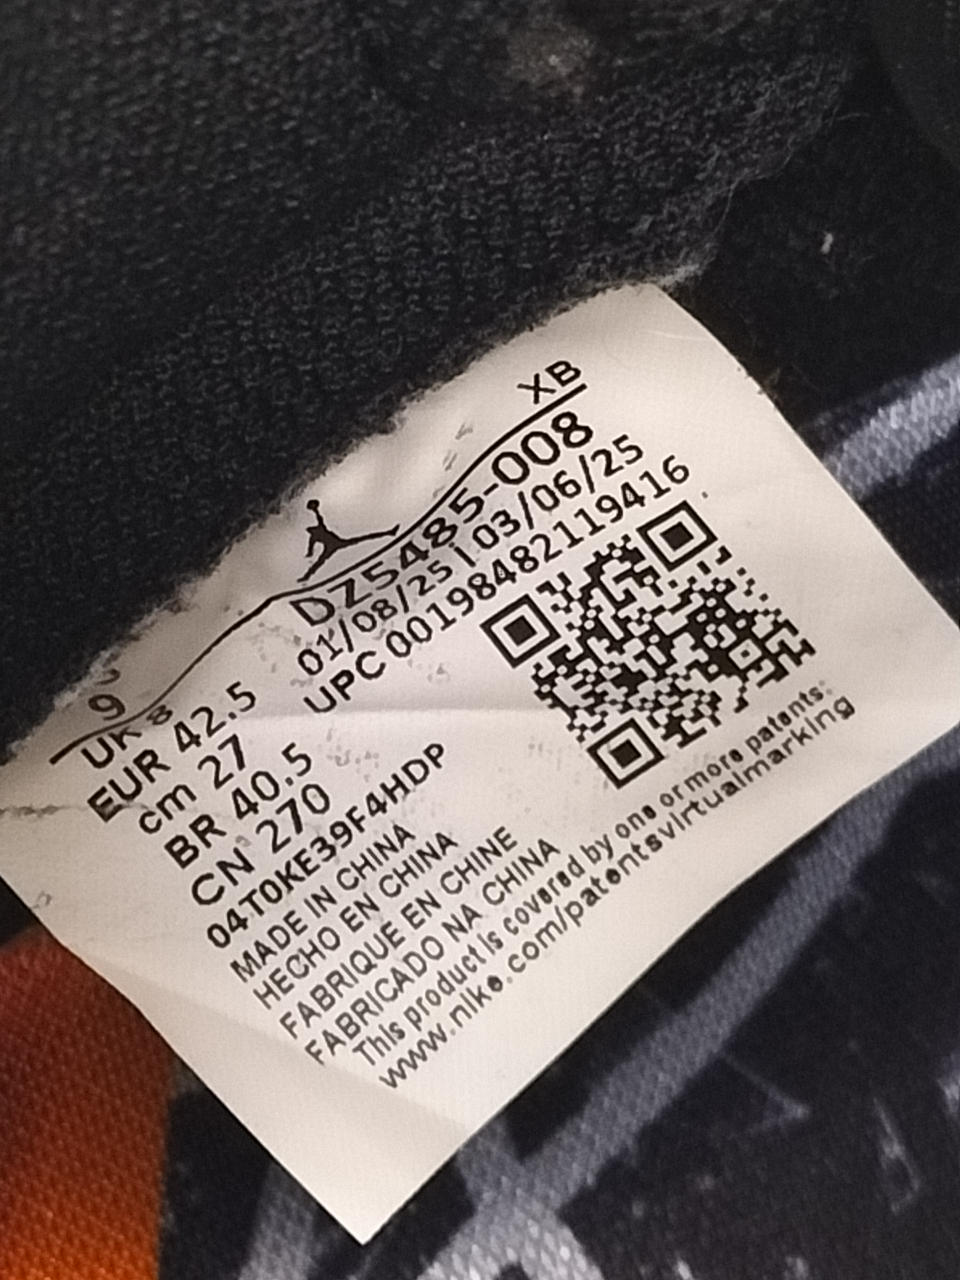 XB
9
UK 8
EUR 42.5
cm 27
BR 40.5
CN 270
DZ5485-008
01/08/25 | 03/06/25
UPC 00198482119416
04T0KE39F4HDP
MADE IN CHINA
HECHO EN CHINA
FABRIQUE EN CHINE
FABRICADO NA CHINA
This product is covered by one or more patents:
www.nike.com/patentsvirtualmarking